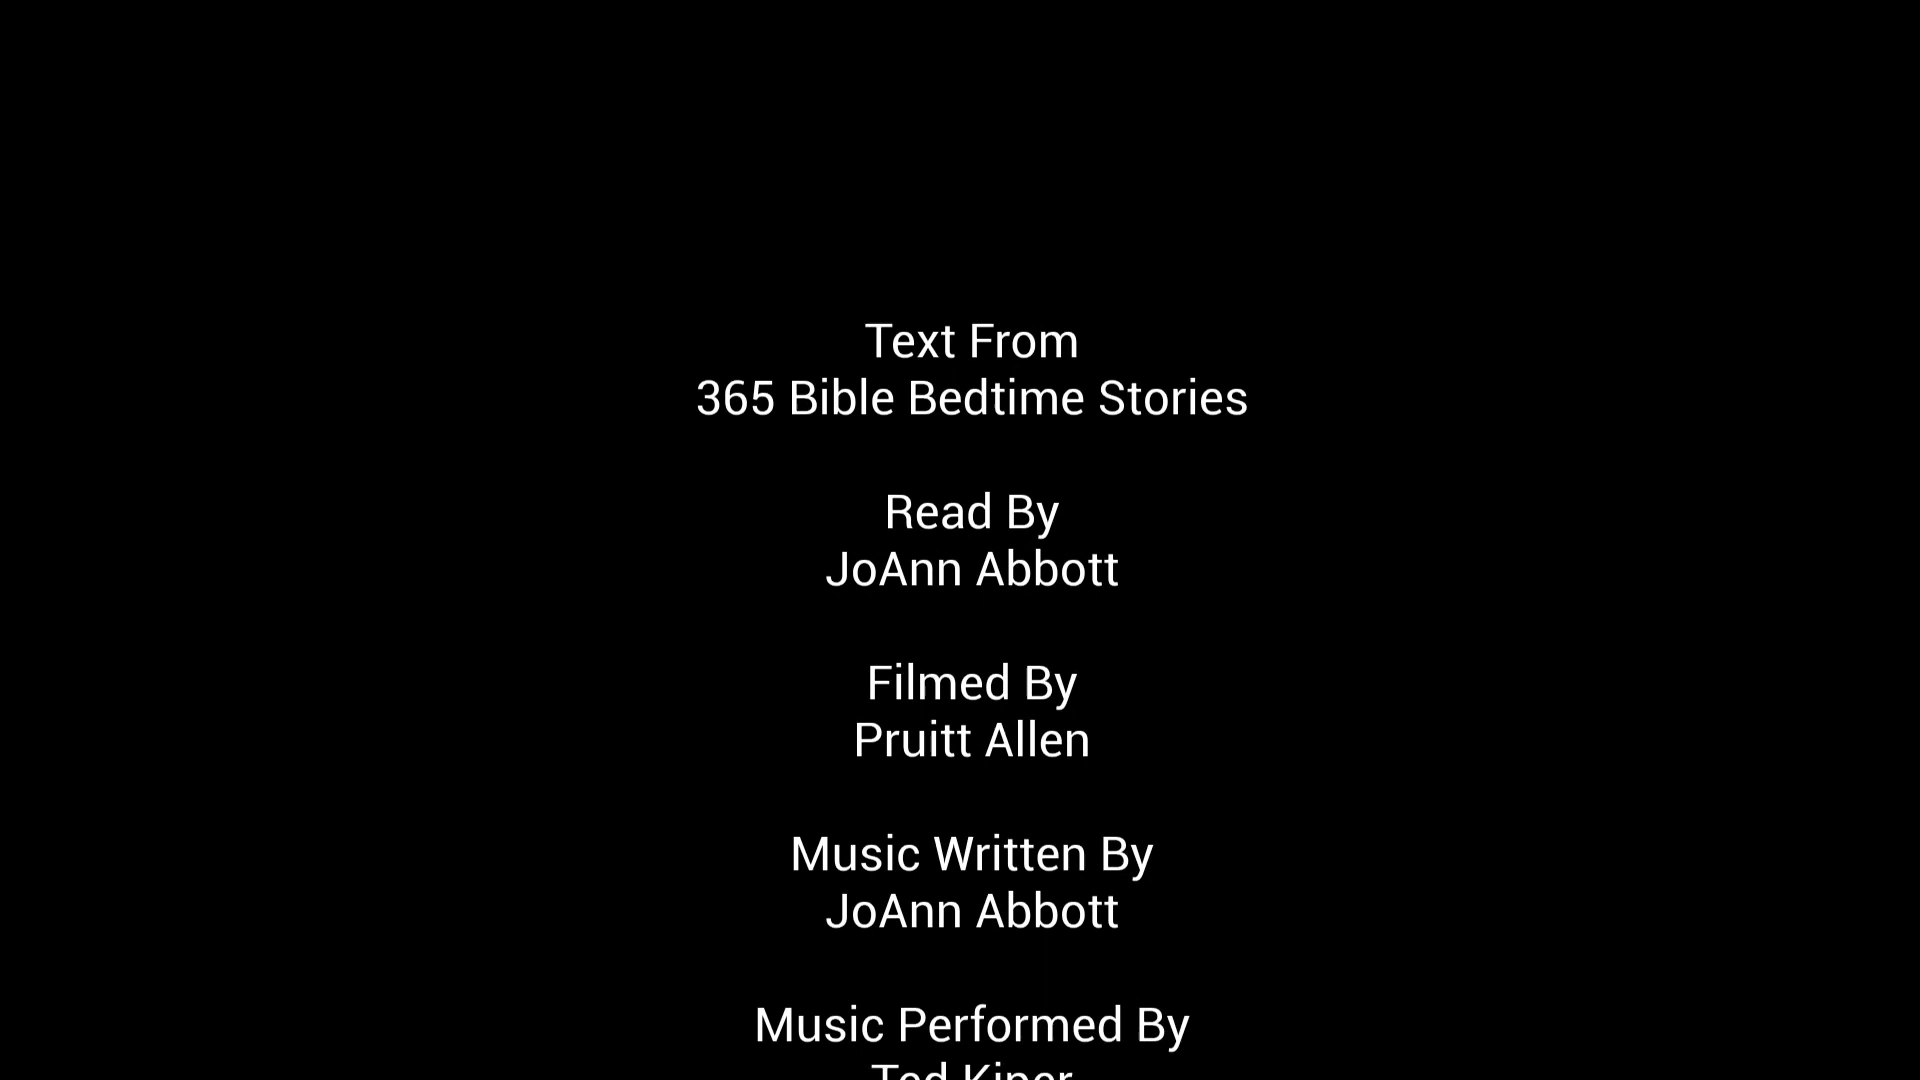 Text From
365 Bible Bedtime Stories
Read By
JoAnn Abbott
Filmed By
Pruitt Allen
Music Written By
JoAnn Abbott
Music Performed By